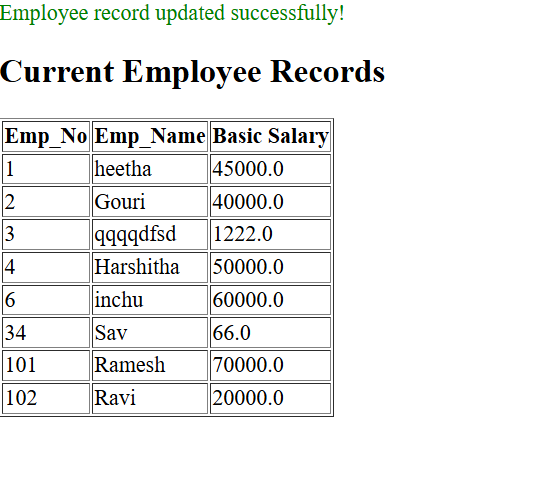 Employee record updated successfully!
Current Employee Records
Emp_No Emp_Name Basic Salary
1 heetha 45000.0
2 Gouri 40000.0
3 qqqqdfsd 1222.0
4 Harshitha 50000.0
6 inchu 60000.0
34 Sav 66.0
101 Ramesh 70000.0
102 Ravi 20000.0